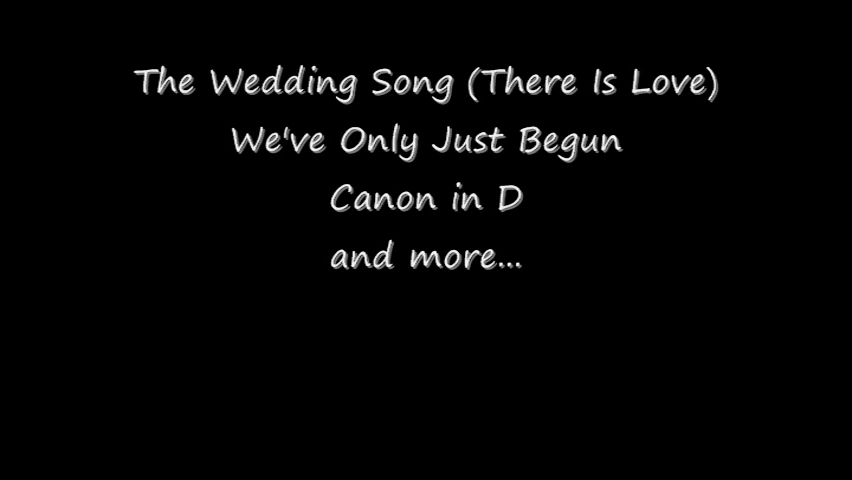 The Wedding Song (There Is Love)
We've Only Just Begun
Canon in D
and more...